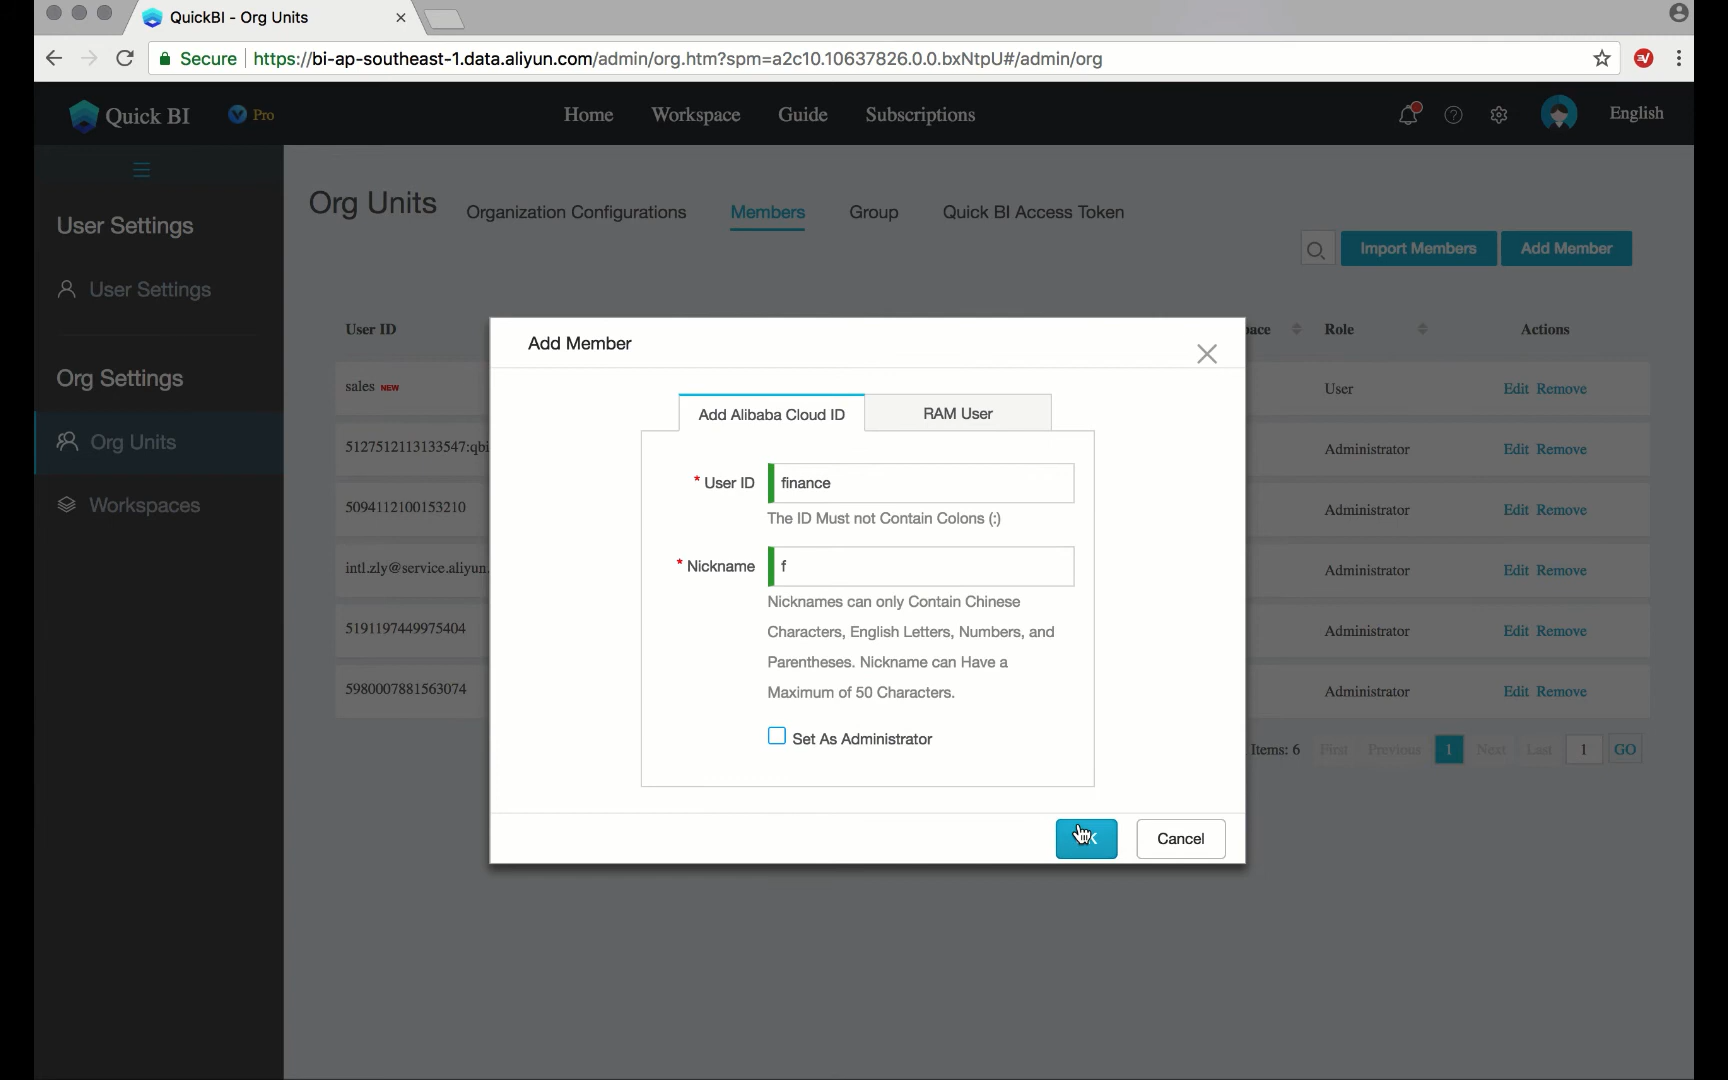 QuickBI - Org Units
Secure https://bi-ap-southeast-1.data.aliyun.com/admin/org.htm?spm=a2c10.10637826.0.0.bxNtpU#/admin/org
Quick BI Pro Home Workspace Guide Subscriptions English
User Settings
User Settings
Org Settings
Org Units
Workspaces
Org Units Organization Configurations Members Group Quick BI Access Token
Import Members Add Member
User ID Role Actions
sales NEW User Edit Remove
5127512113133547:qbi Administrator Edit Remove
5094112100153210 Administrator Edit Remove
intl.zly@service.aliyun. Administrator Edit Remove
5191197449975404 Administrator Edit Remove
5980007881563074 Administrator Edit Remove
Items: 6 First Previous 1 Next Last 1 GO
Add Member
Add Alibaba Cloud ID RAM User
* User ID finance
The ID Must not Contain Colons (:)
* Nickname f
Nicknames can only Contain Chinese
Characters, English Letters, Numbers, and
Parentheses. Nickname can Have a
Maximum of 50 Characters.
Set As Administrator
Cancel